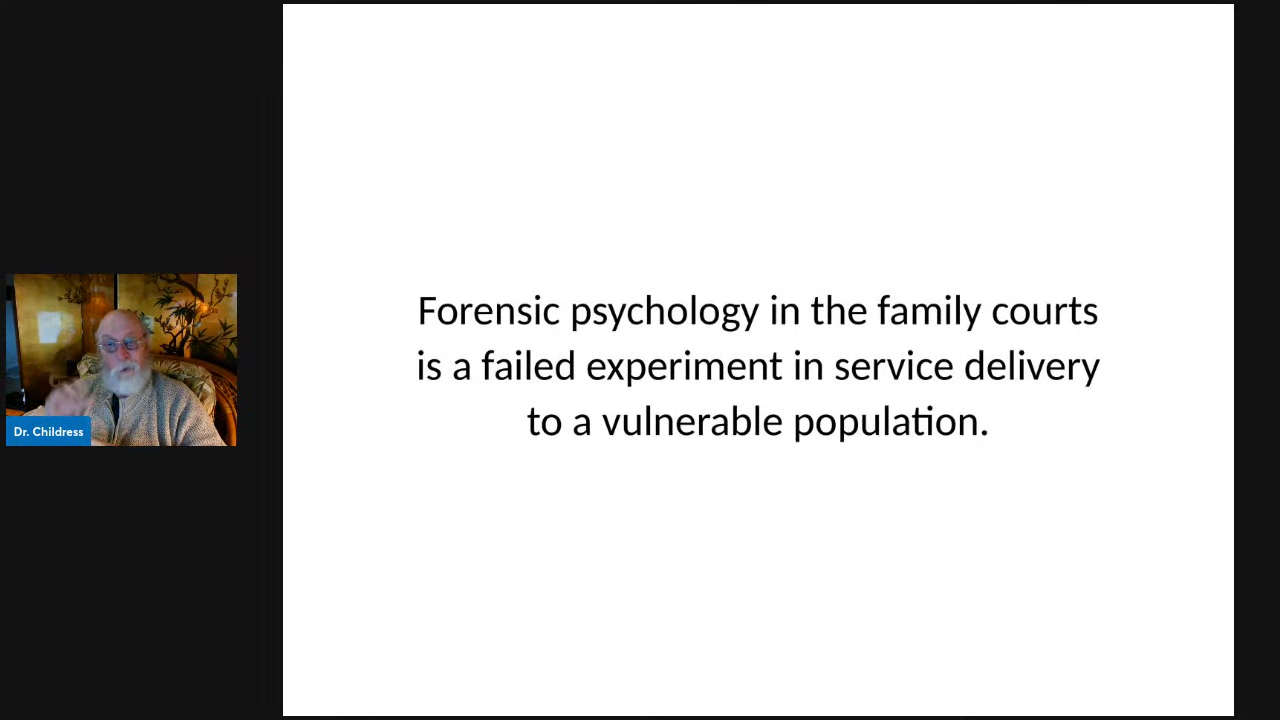 Forensic psychology in the family courts
is a failed experiment in service delivery
to a vulnerable population.
Dr. Childress